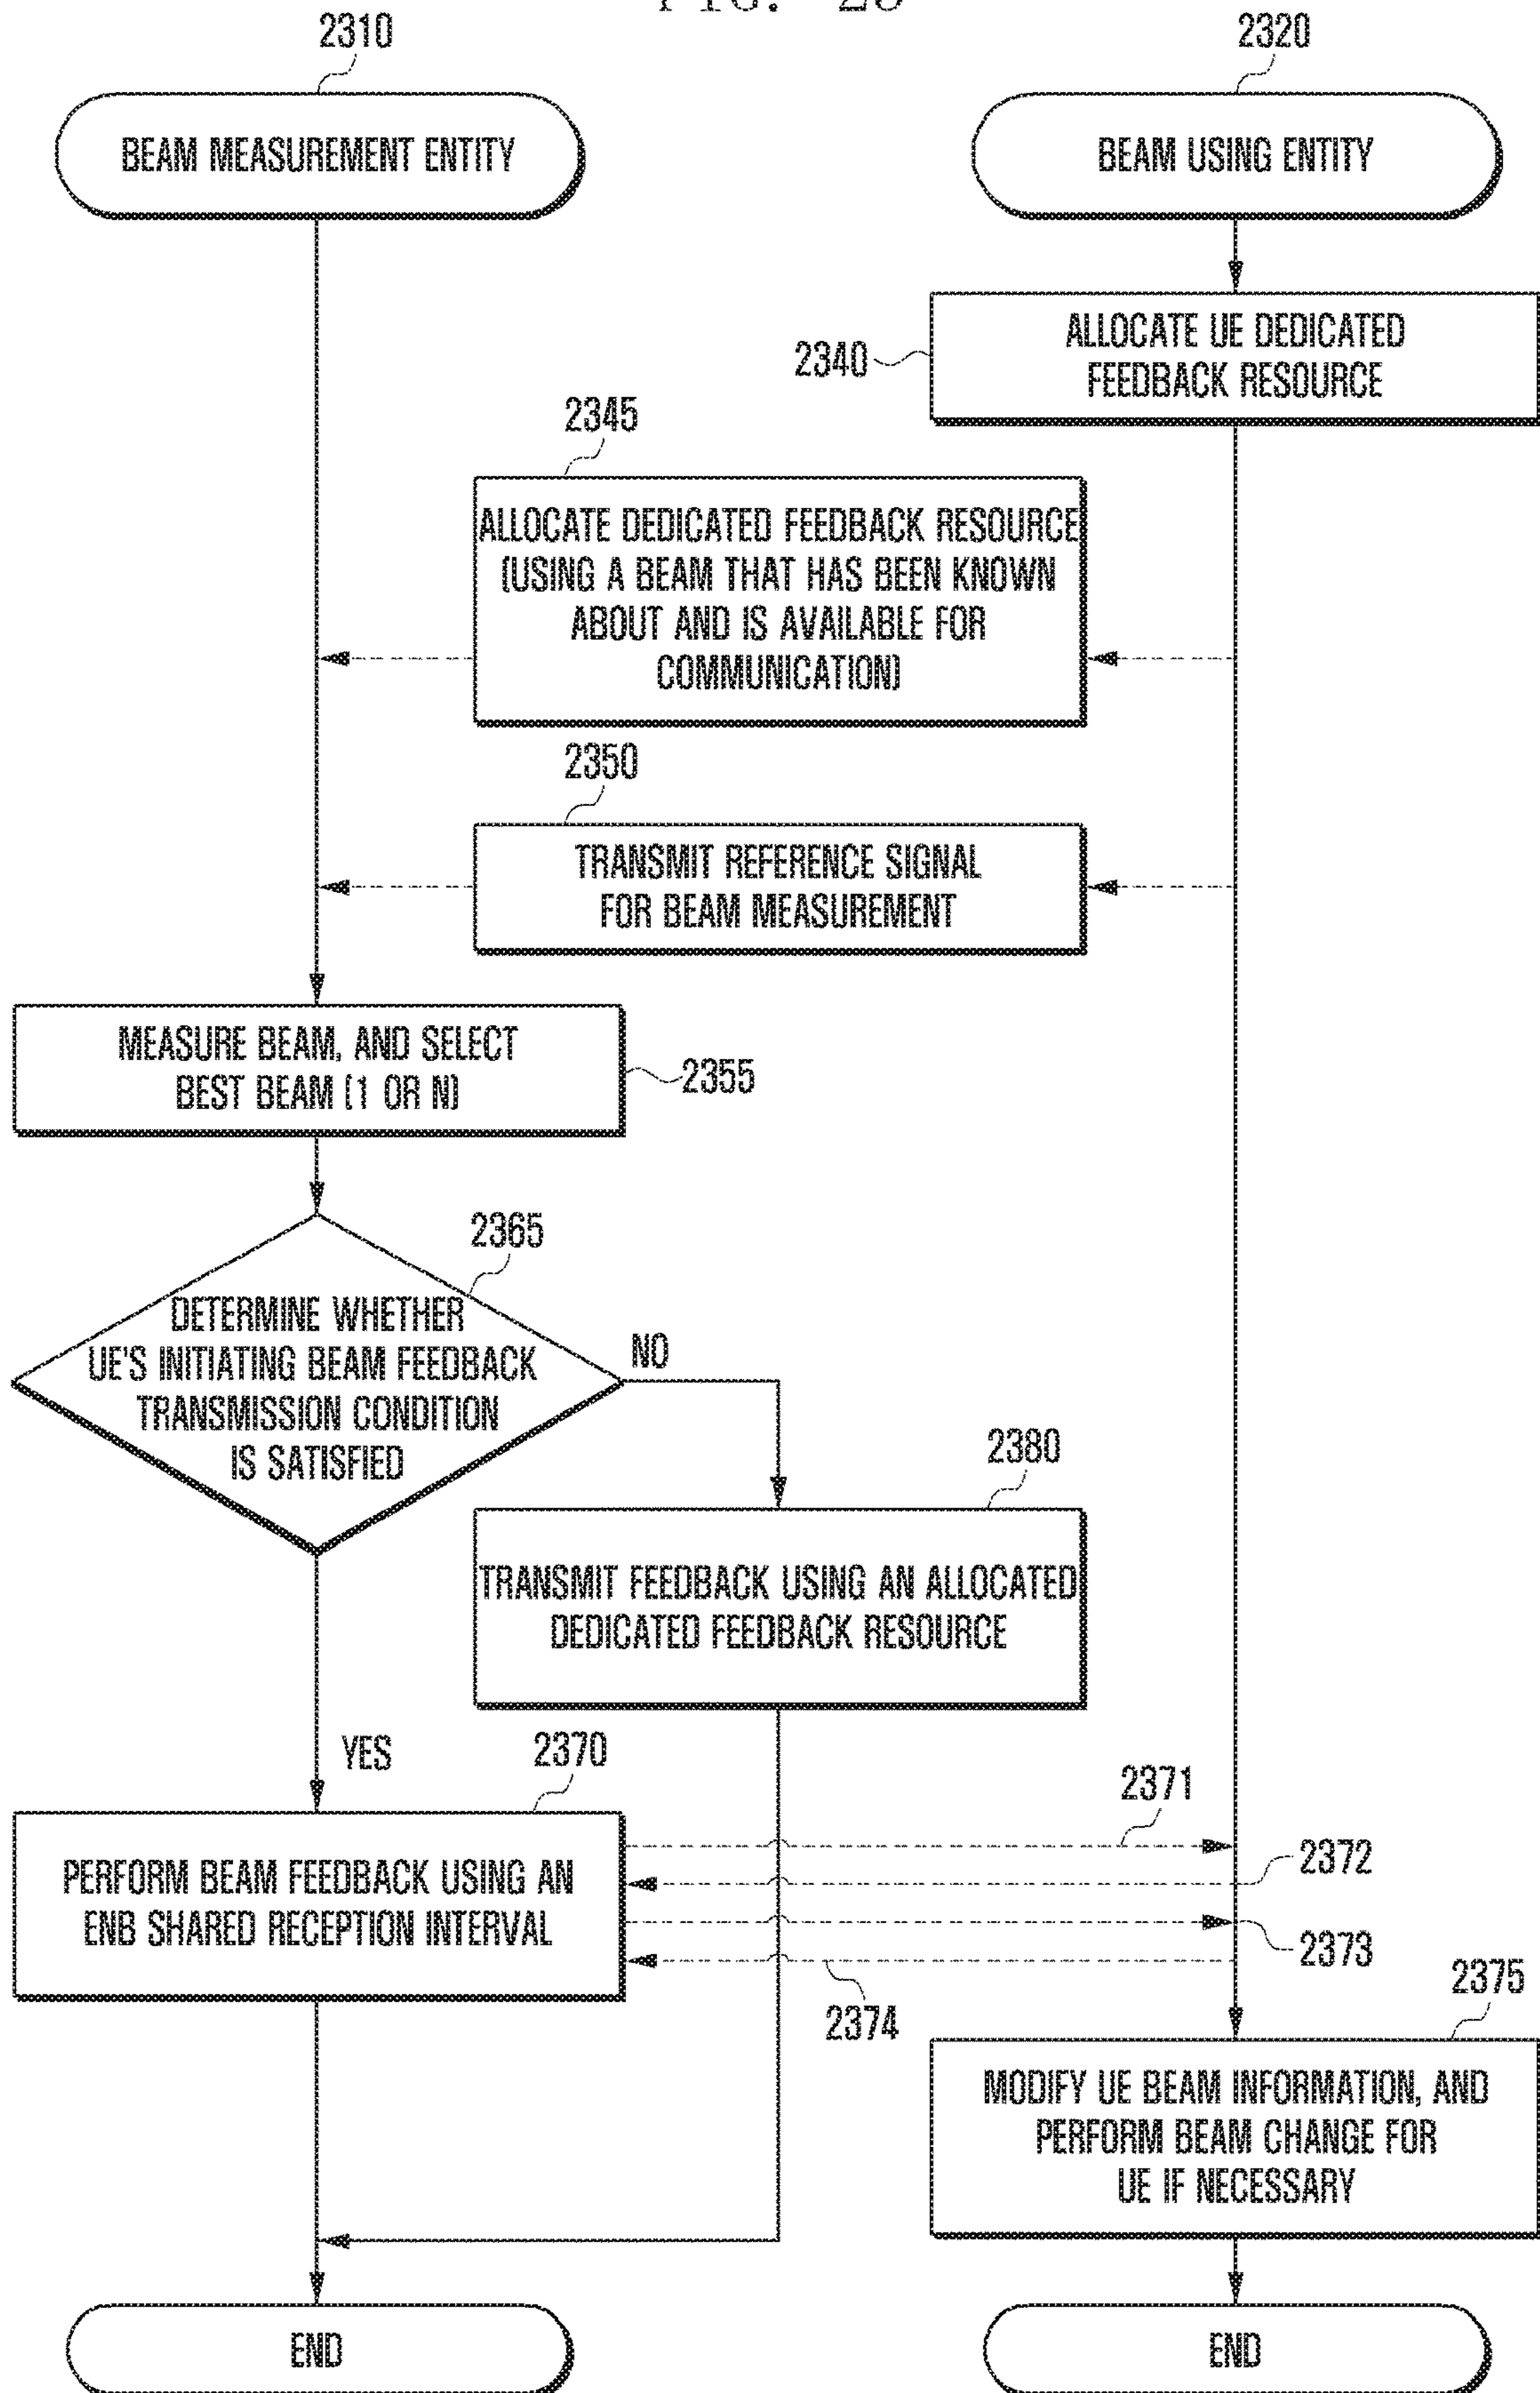 2310
2320
BEAM MEASUREMENT ENTITY
BEAM USING ENTITY
2340
ALLOCATE UE DEDICATED
FEEDBACK RESOURCE
2345
ALLOCATE DEDICATED FEEDBACK RESOURCE
(USING A BEAM THAT HAS BEEN KNOWN
ABOUT AND IS AVAILABLE FOR
COMMUNICATION)
2350
TRANSMIT REFERENCE SIGNAL
FOR BEAM MEASUREMENT
MEASURE BEAM, AND SELECT
BEST BEAM (1 OR N)
2355
2365
DETERMINE WHETHER
UE'S INITIATING BEAM FEEDBACK
TRANSMISSION CONDITION
IS SATISFIED
NO
2380
TRANSMIT FEEDBACK USING AN ALLOCATED
DEDICATED FEEDBACK RESOURCE
YES
2370
2371
PERFORM BEAM FEEDBACK USING AN
ENB SHARED RECEPTION INTERVAL
2372
2373
2374
2375
MODIFY UE BEAM INFORMATION, AND
PERFORM BEAM CHANGE FOR
UE IF NECESSARY
END
END